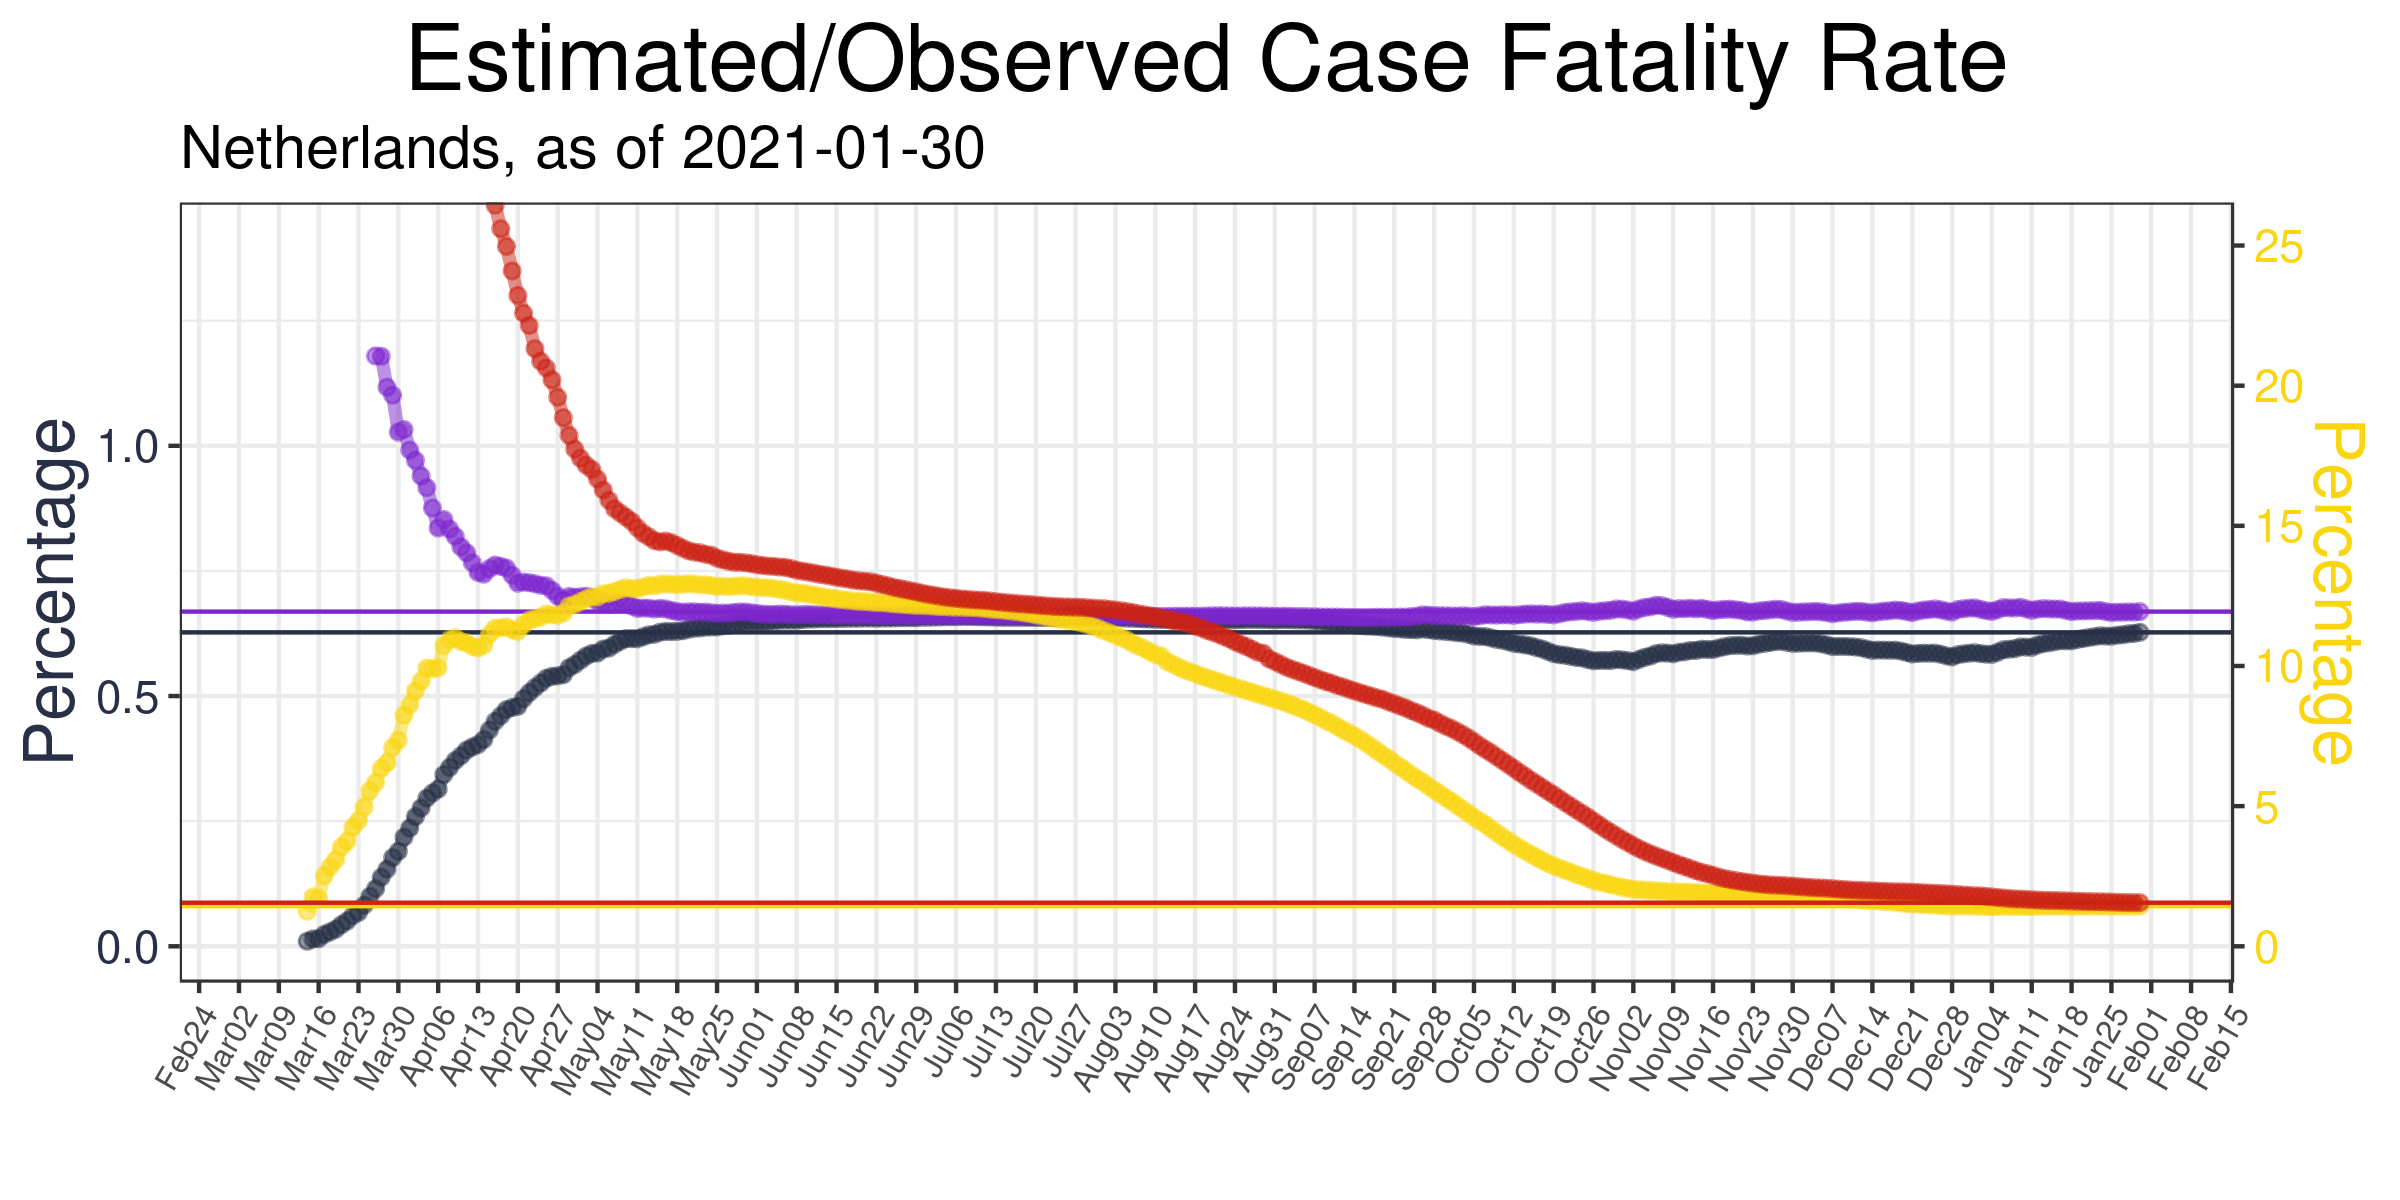 Estimated/Observed Case Fatality Rate
Netherlands, as of 2021-01-30
Percentage
1.0
0.5
0.0
25
20
15
10
5
0
Percentage
Feb24
Mar02
Mar09
Mar16
Mar23
Mar30
Apr06
Apr13
Apr20
Apr27
May04
May11
May18
May25
Jun01
Jun08
Jun15
Jun22
Jun29
Jul06
Jul13
Jul20
Jul27
Aug03
Aug10
Aug17
Aug24
Aug31
Sep07
Sep14
Sep21
Sep28
Oct05
Oct12
Oct19
Oct26
Nov02
Nov09
Nov16
Nov23
Nov30
Dec07
Dec14
Dec21
Dec28
Jan04
Jan11
Jan18
Jan25
Feb01
Feb08
Feb15